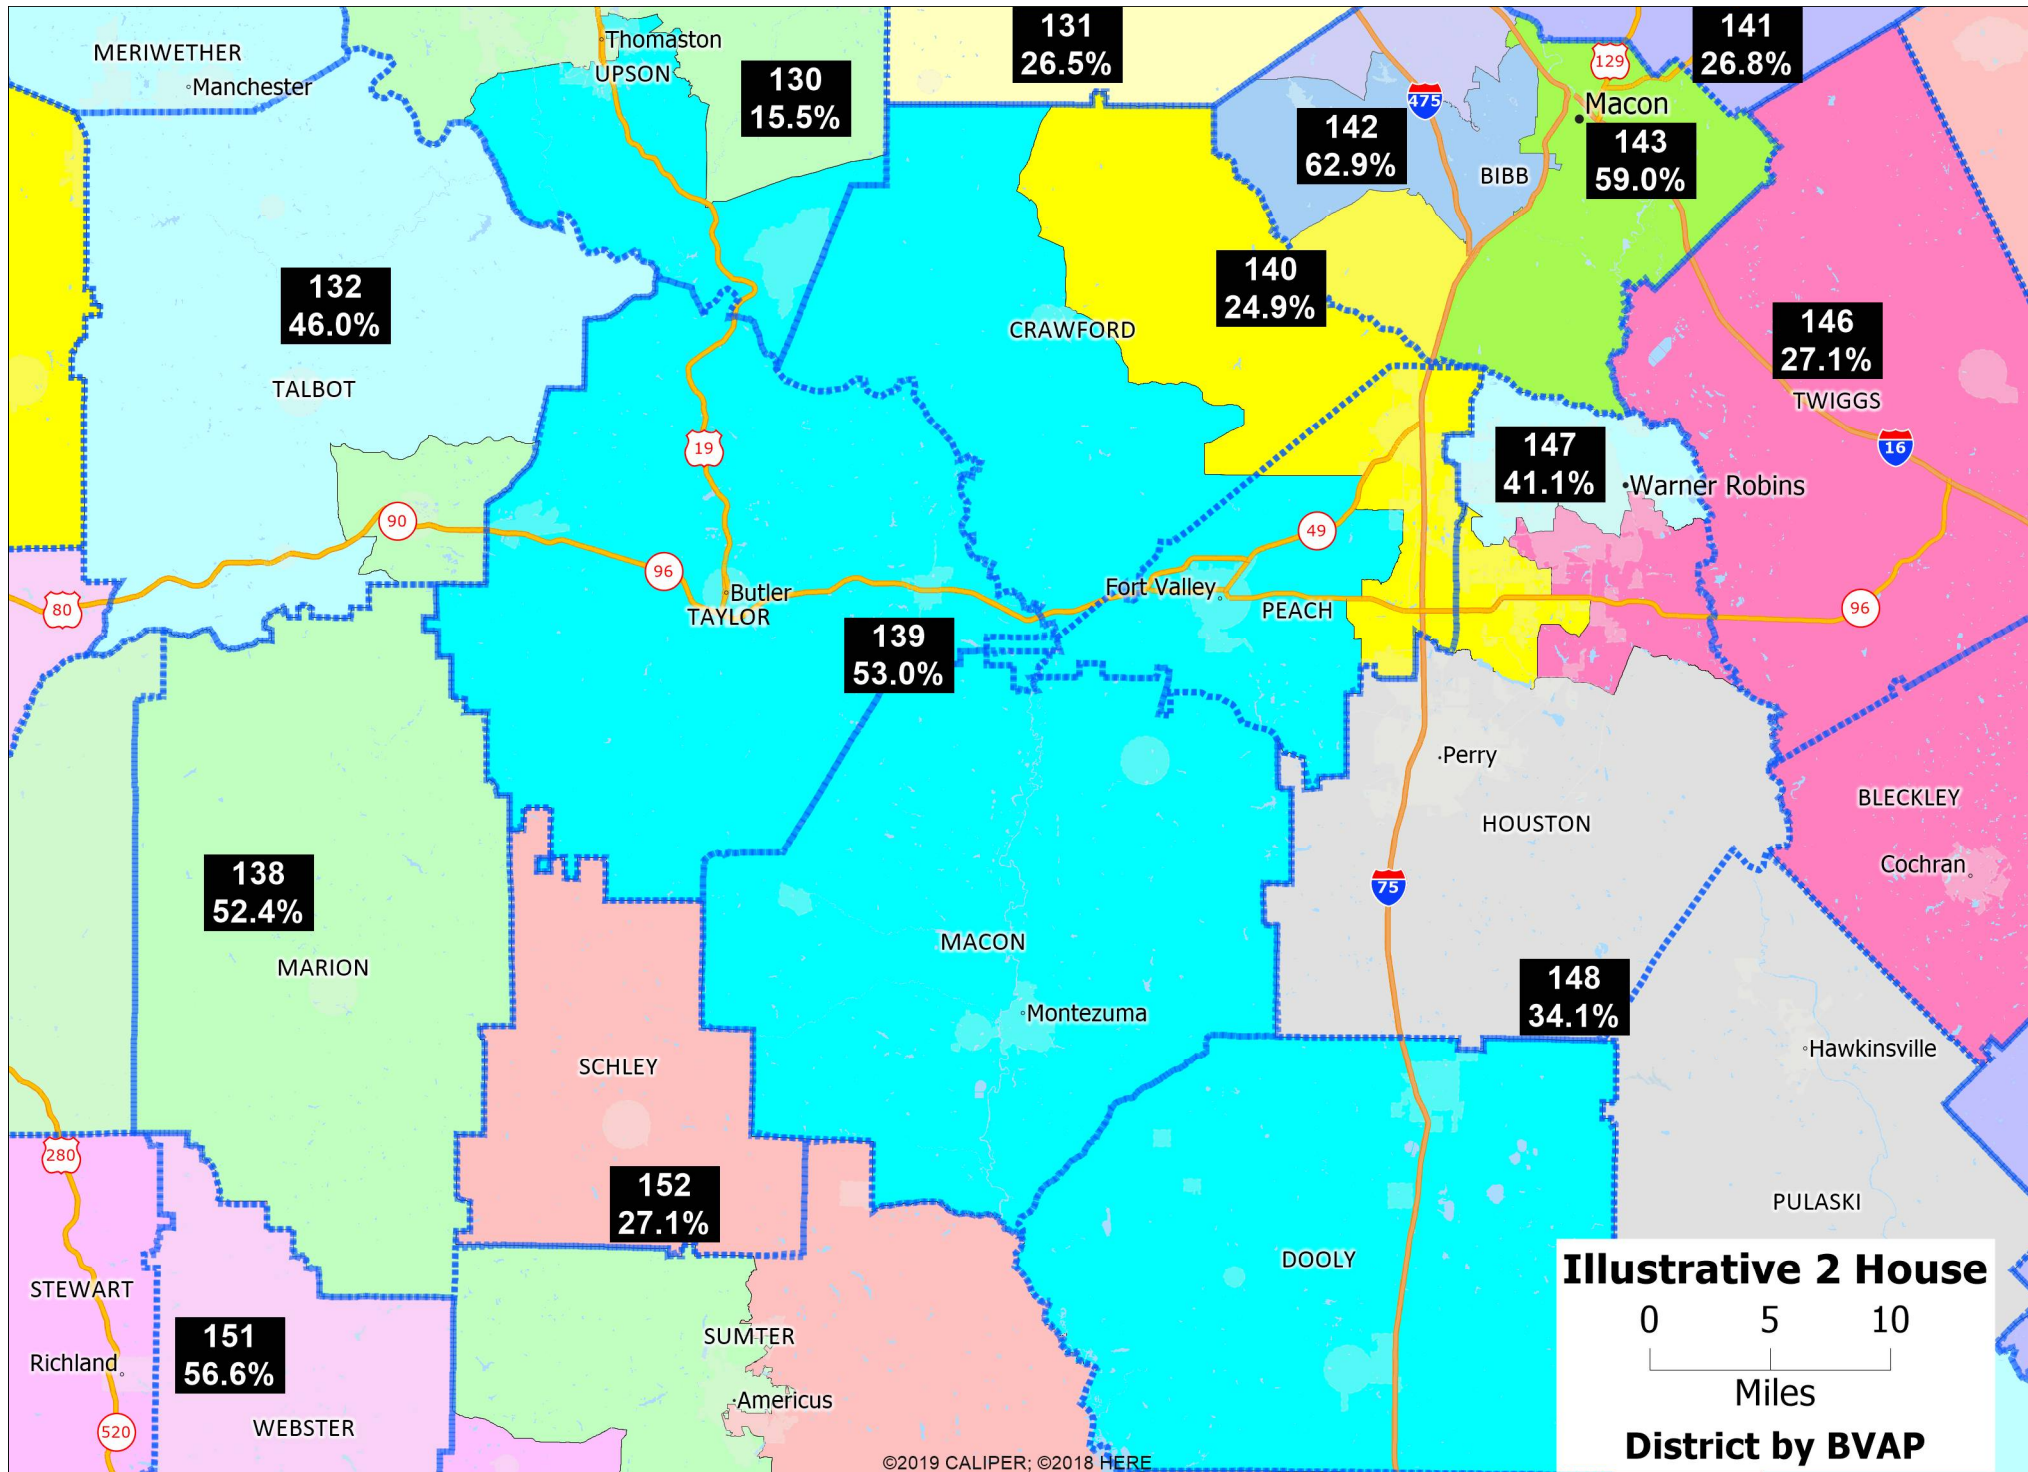 MERIWETHER
Manchester
Thomaston
UPSON
130
15.5%
131
26.5%
141
26.8%
129
475
Macon
142
62.9%
143
59.0%
BIBB
132
46.0%
TALBOT
140
24.9%
CRAWFORD
146
27.1%
TWIGGS
16
19
147
41.1%
Warner Robins
90
49
96
Butler
TAYLOR
Fort Valley
PEACH
80
96
139
53.0%
Perry
HOUSTON
BLECKLEY
Cochran
75
138
52.4%
MARION
MACON
Montezuma
148
34.1%
Hawkinsville
SCHLEY
280
152
27.1%
PULASKI
DOOLY
STEWART
151
56.6%
Richland
SUMTER
Americus
WEBSTER
520
Illustrative 2 House
0 5 10
Miles
District by BVAP
©2019 CALIPER; ©2018 HERE